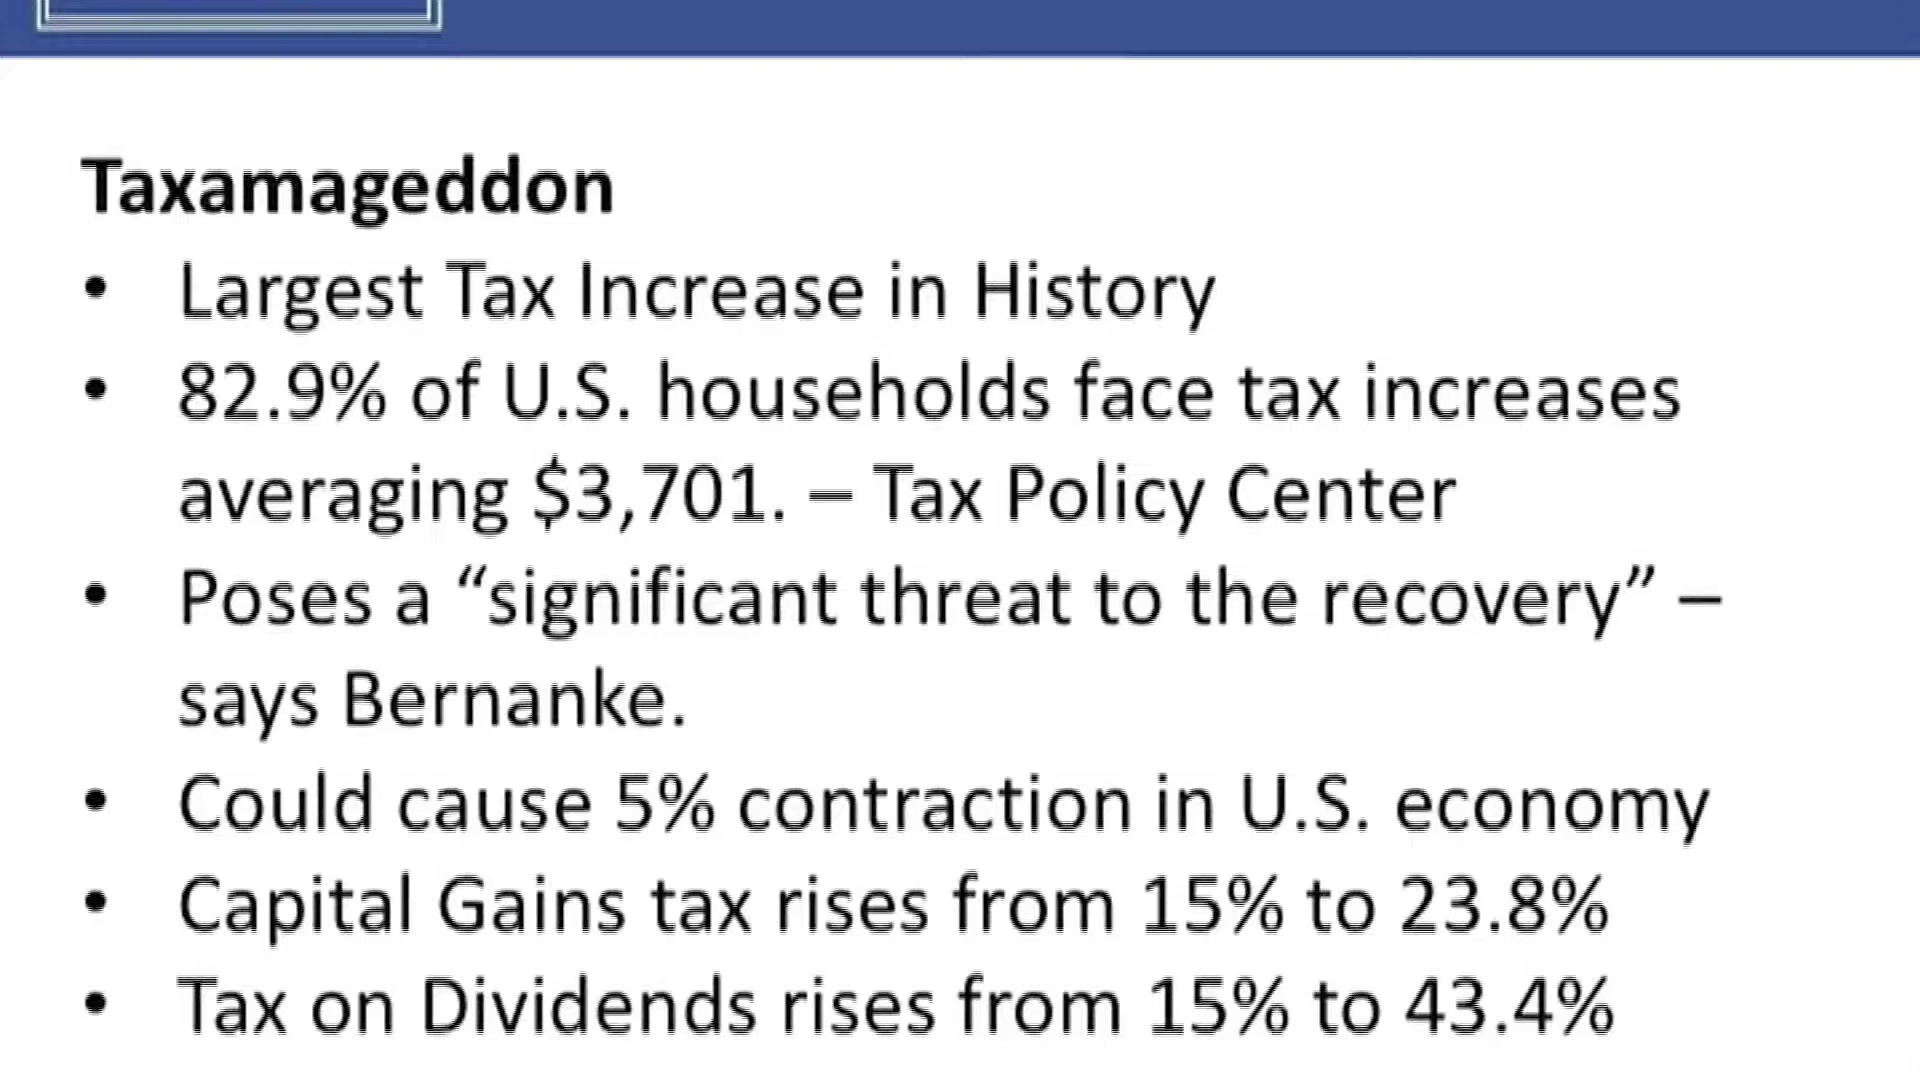 Taxamageddon
• Largest Tax Increase in History
• 82.9% of U.S. households face tax increases
averaging $3,701. – Tax Policy Center
• Poses a “significant threat to the recovery” –
says Bernanke.
• Could cause 5% contraction in U.S. economy
• Capital Gains tax rises from 15% to 23.8%
• Tax on Dividends rises from 15% to 43.4%